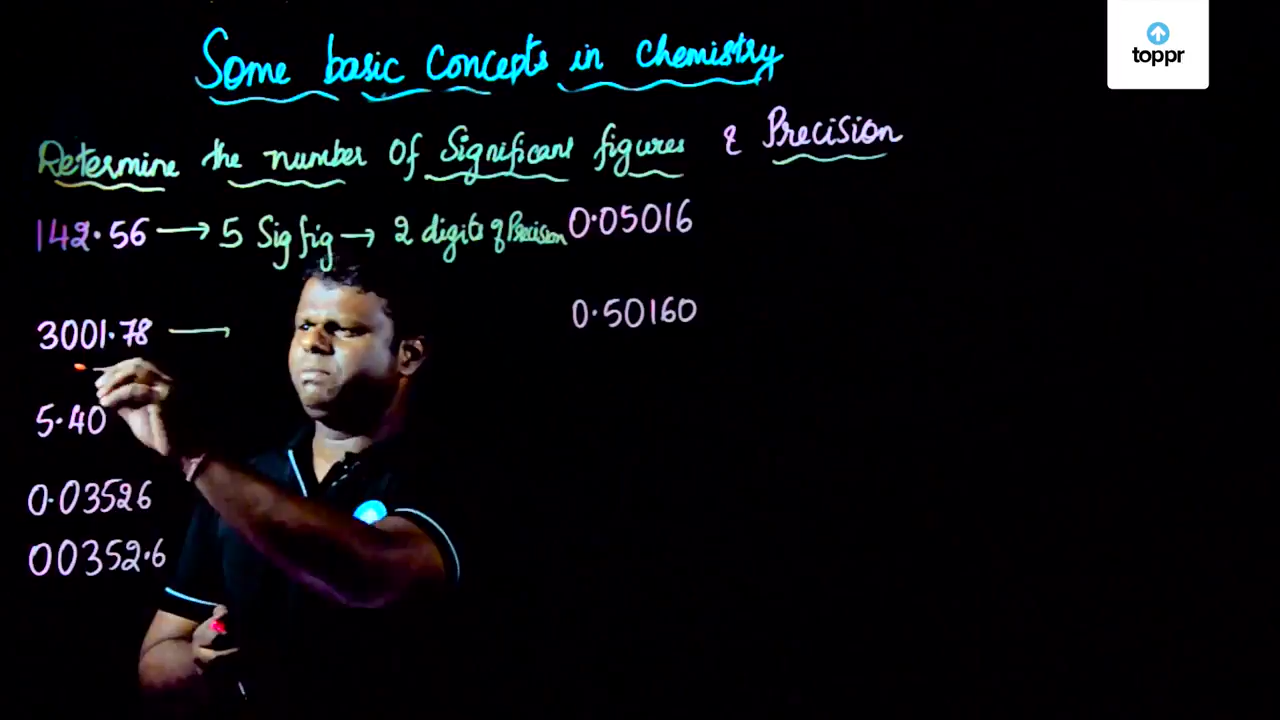 toppr
Some basic Concepts in Chemistry
Determine the number Of Significant figures & Precision
142.56 → 5 Sig fig → 2 digits of Precision
0.05016
3001.78
0.50160
5.40
0.03526
00352.6